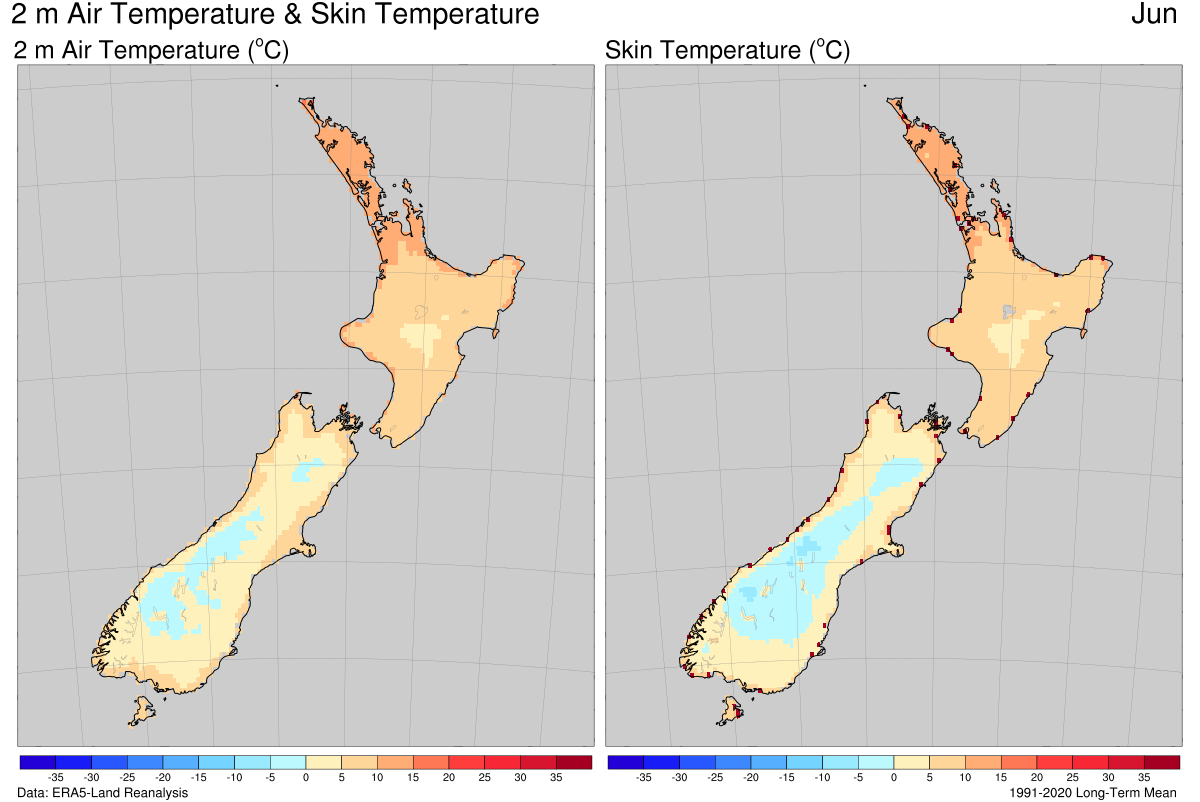 2 m Air Temperature & Skin Temperature Jun
2 m Air Temperature (°C) Skin Temperature (°C)
-35 -30 -25 -20 -15 -10 -5 0 5 10 15 20 25 30 35 -35 -30 -25 -20 -15 -10 -5 0 5 10 15 20 25 30 35
Data: ERA5-Land Reanalysis 1991-2020 Long-Term Mean